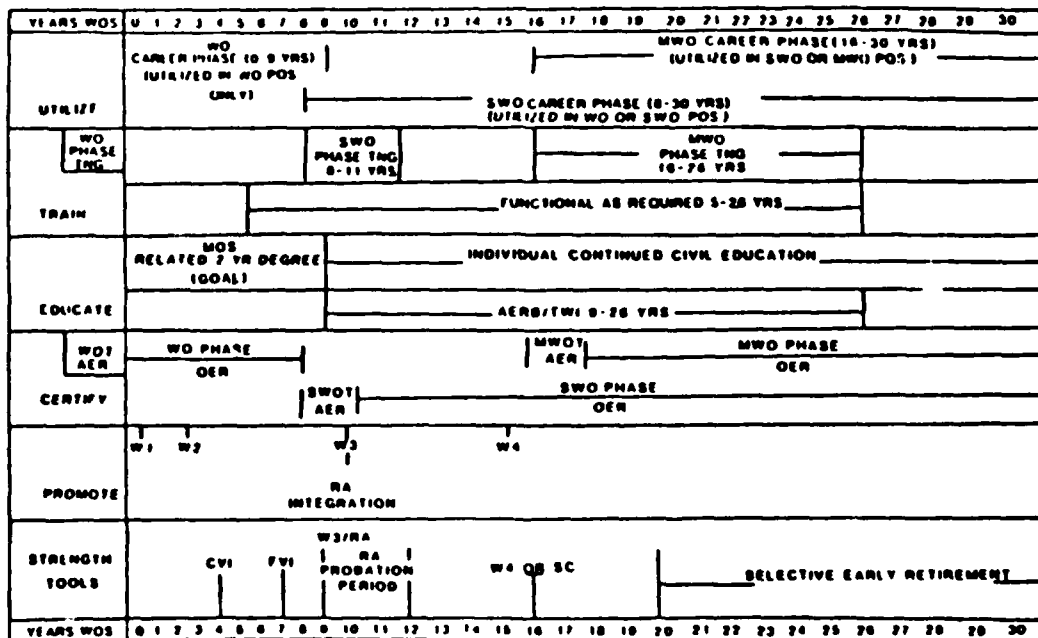 YEARS WOS 0 1 2 3 4 5 6 7 8 9 10 11 12 13 14 15 16 17 18 19 20 21 22 23 24 25 26 27 28 29 30
WO
CAREER PHASE (0-9 YRS)
(UTILIZED IN WO POS
ONLY)
MWO CAREER PHASE (16-30 YRS)
(UTILIZED IN SWO OR MWO POS)
SWO CAREER PHASE (8-30 YRS)
(UTILIZED IN WO OR SWO POS)
UTILIZE
WO
PHASE
TNG
SWO
PHASE TNG
8-11 YRS
MWO
PHASE TNG
16-26 YRS
TRAIN
FUNCTIONAL AS REQUIRED 5-26 YRS
MOS
RELATED 2 YR DEGREE
(GOAL)
INDIVIDUAL CONTINUED CIVIL EDUCATION
EDUCATE
AERB/TWI 9-26 YRS
WOT
AER
WO PHASE
OER
MWOT
AER
MWO PHASE
OER
CERTIFY
SWOT
AER
SWO PHASE
OER
W1 W2 W3 W4
PROMOTE
RA
INTEGRATION
STRENGTH
TOOLS
CVI
FVI
W3/RA
RA
PROBATION
PERIOD
W4 OB SC
SELECTIVE EARLY RETIREMENT
YEARS WOS 0 1 2 3 4 5 6 7 8 9 10 11 12 13 14 15 16 17 18 19 20 21 22 23 24 25 26 27 28 29 30